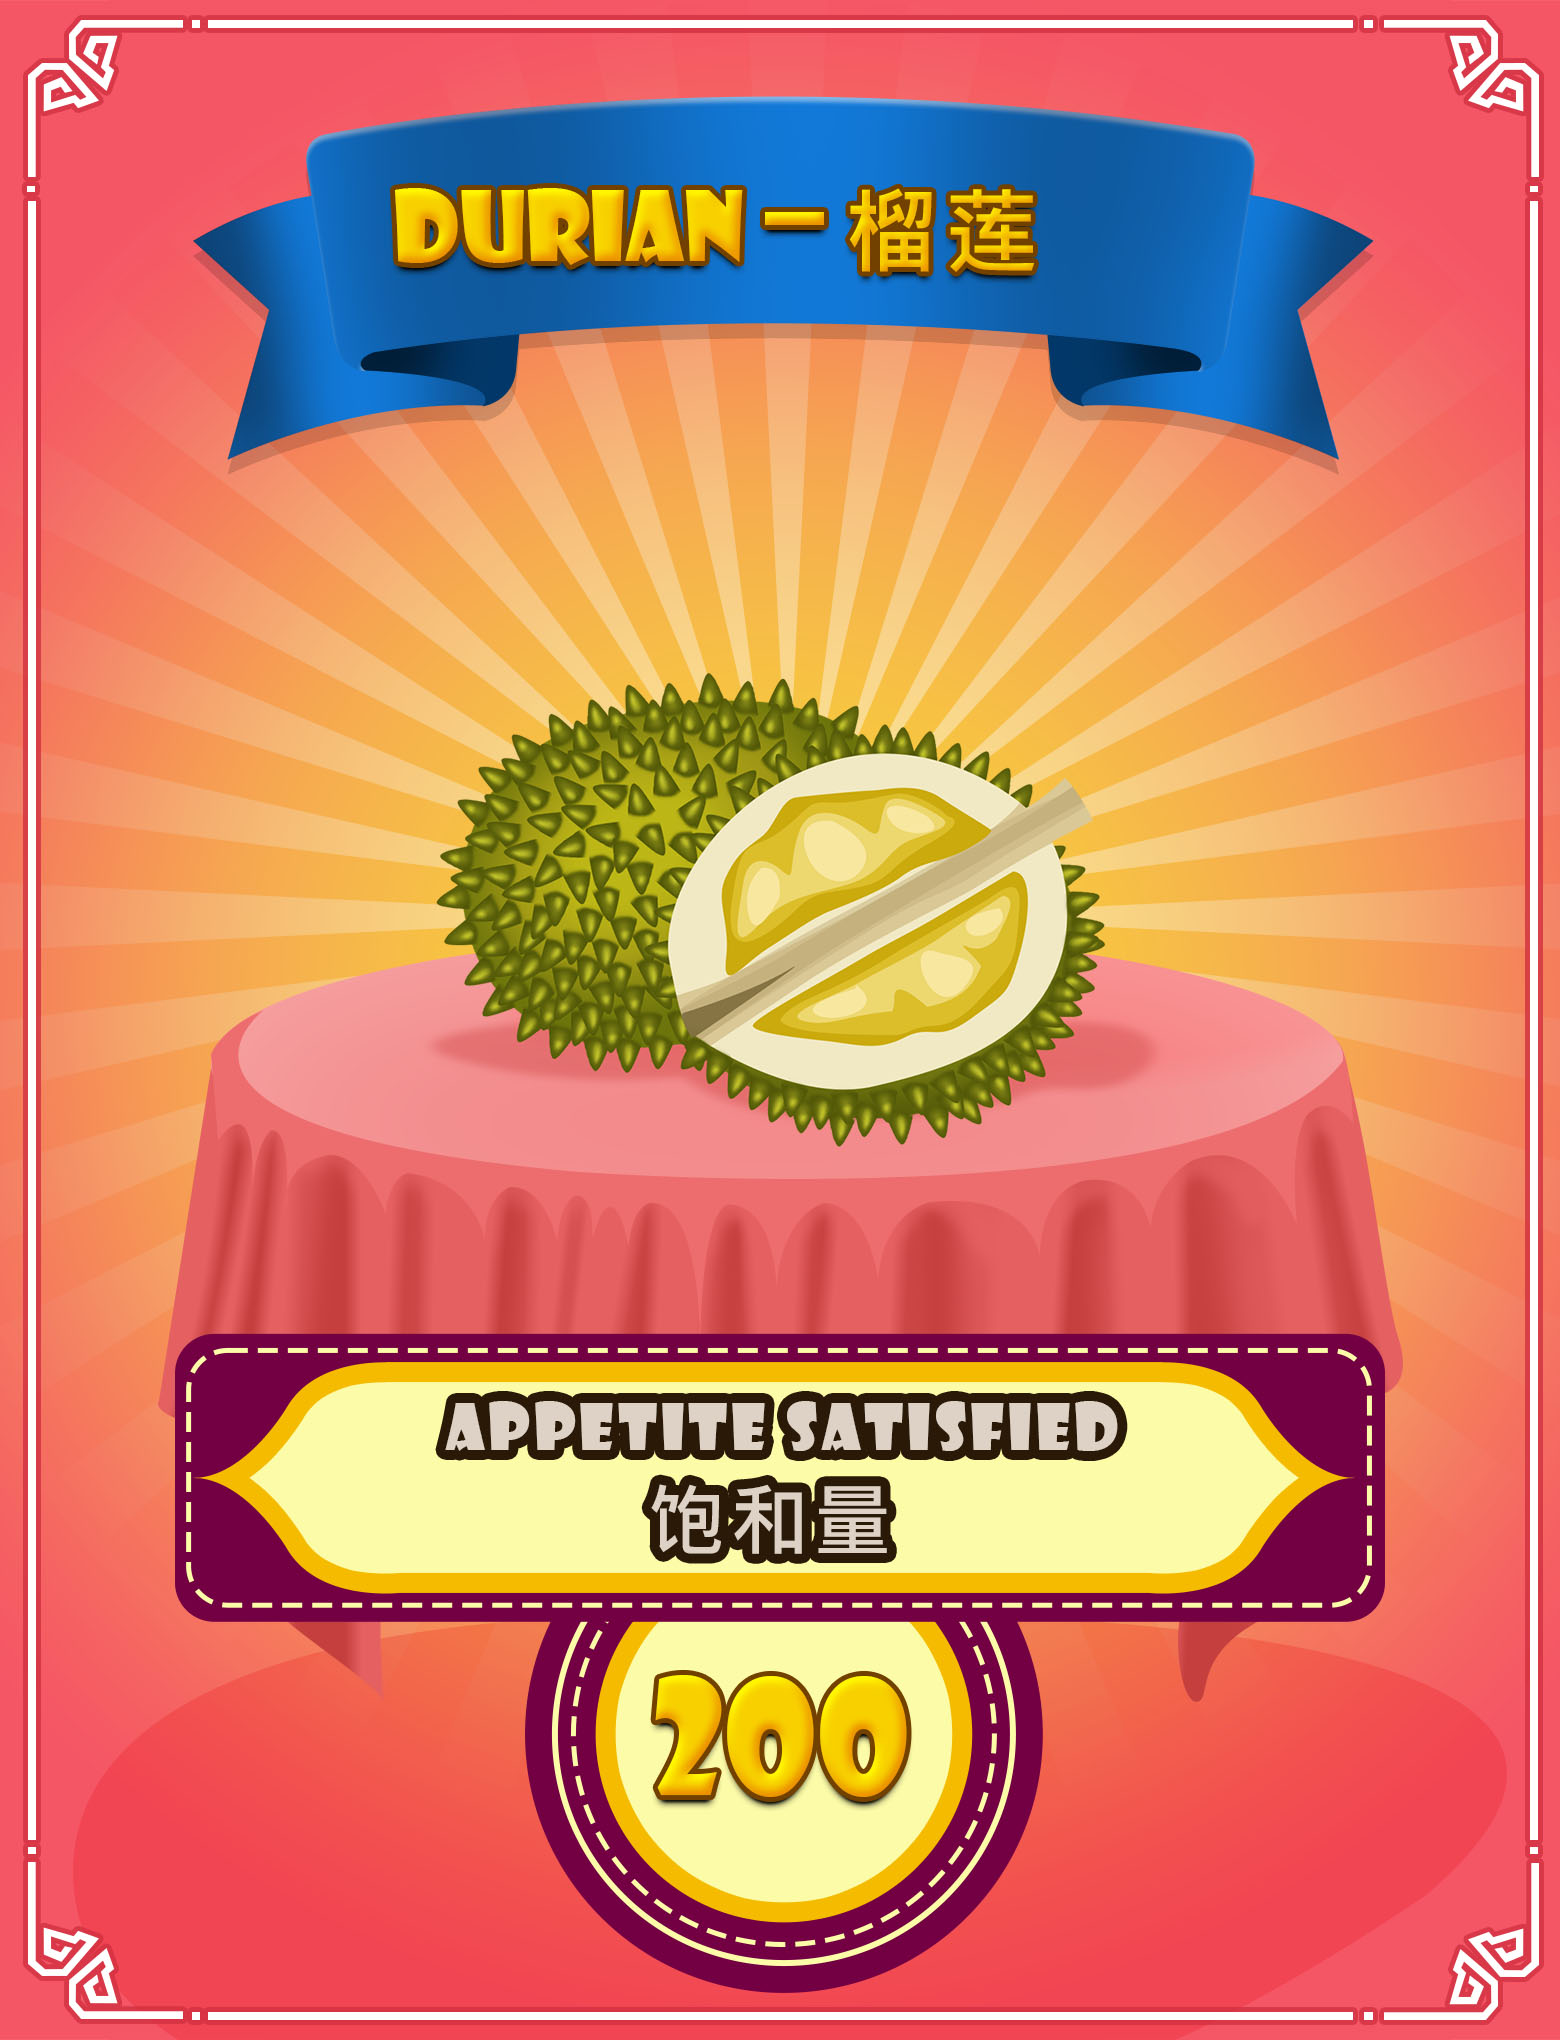 DURIAN – 榴莲
APPETITE SATISFIED
饱和量
200